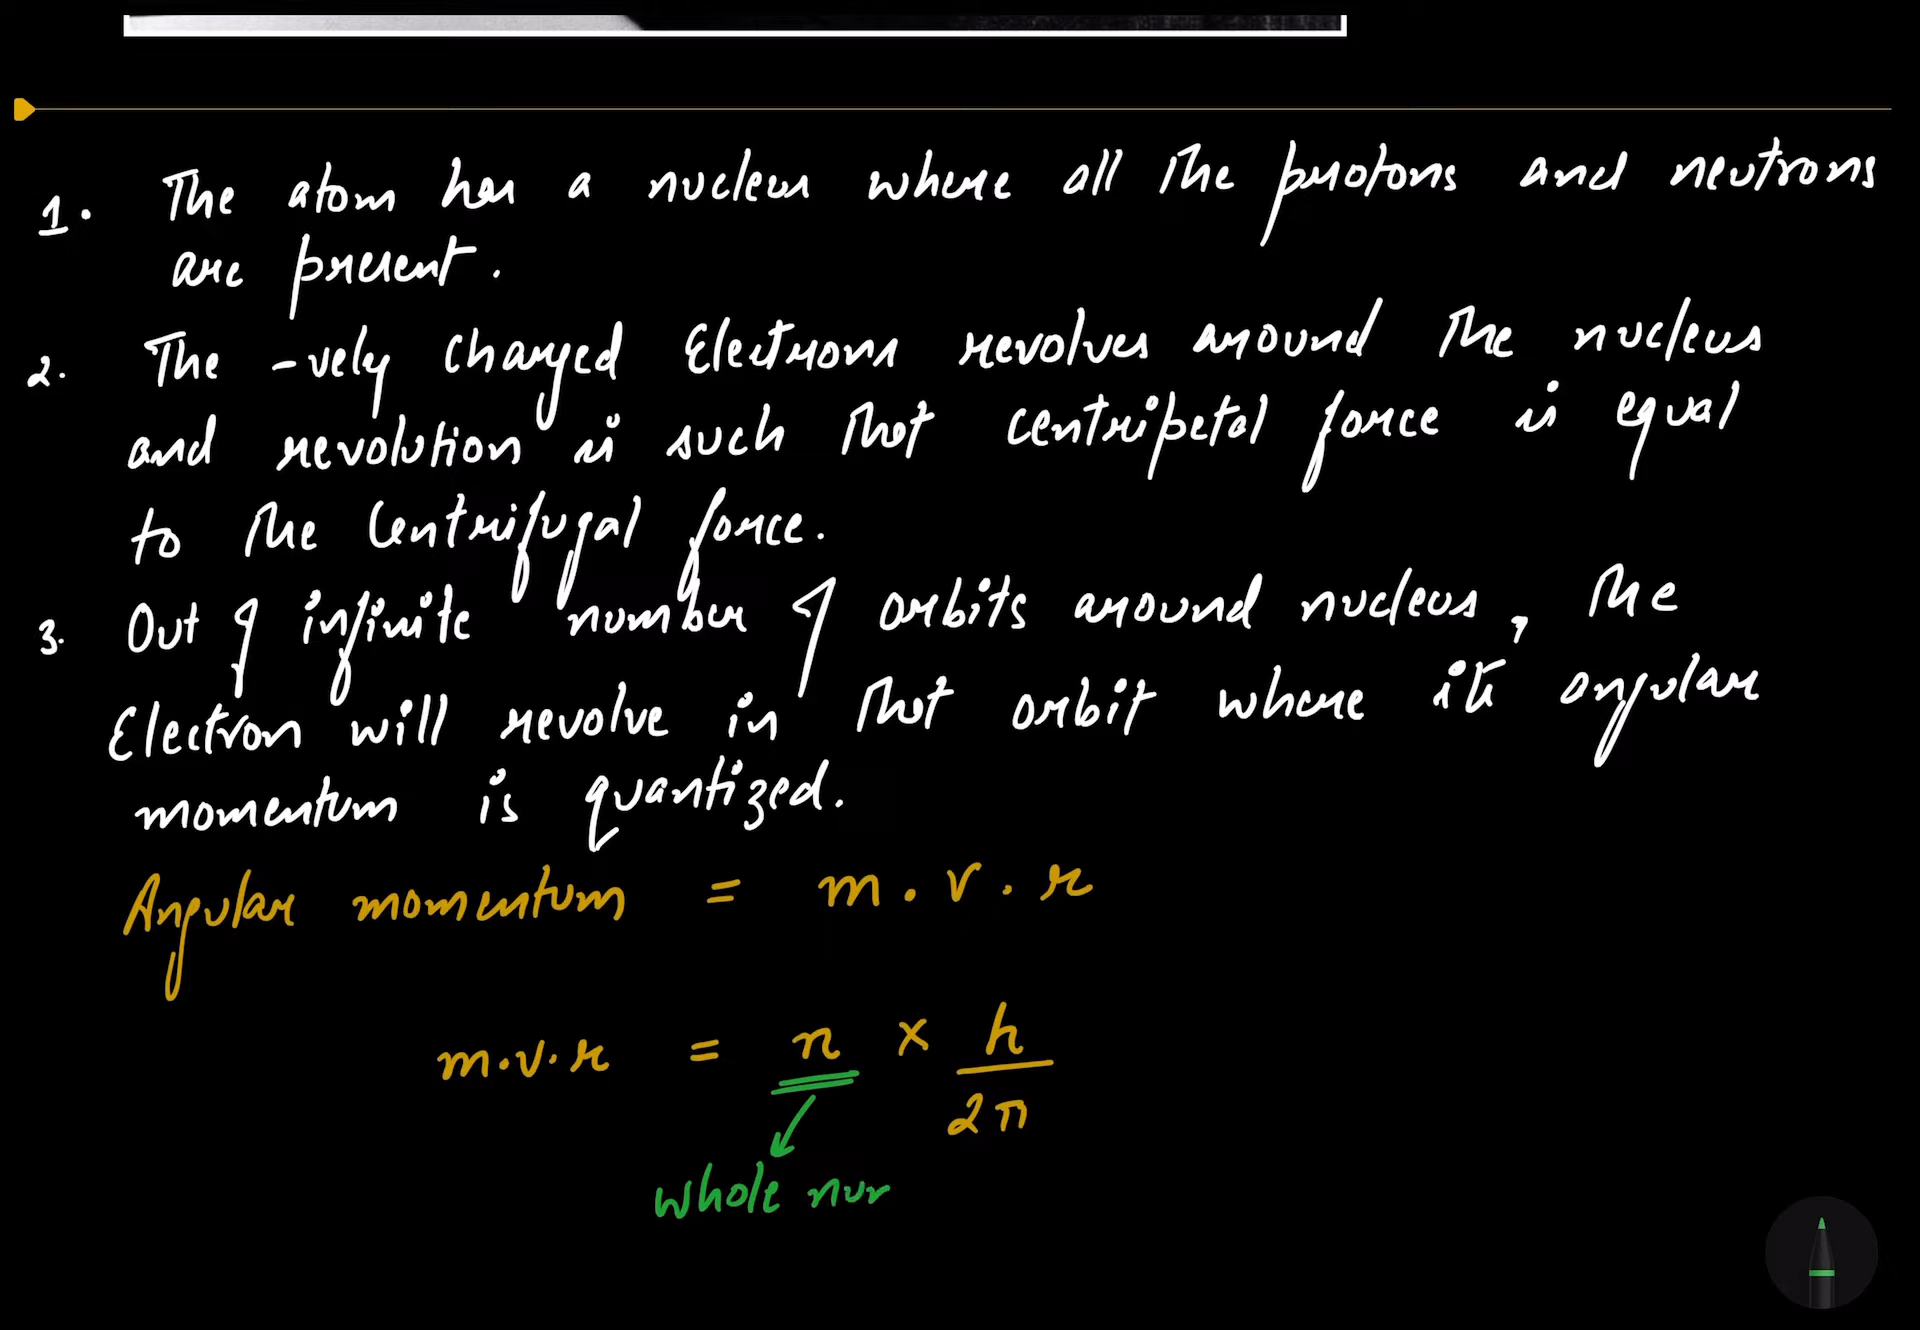 1. The atom has a nucleus where all the protons and neutrons
are present.
2. The -vely charged Electrons revolves around the nucleus
and revolution is such that centripetal force is equal
to the Centrifugal force.
3. Out of infinite number of orbits around nucleus, the
Electron will revolve in that orbit where its angular
momentum is quantized.
Angular momentum = m.v.r
m.v.r = n × h/2π
whole nur